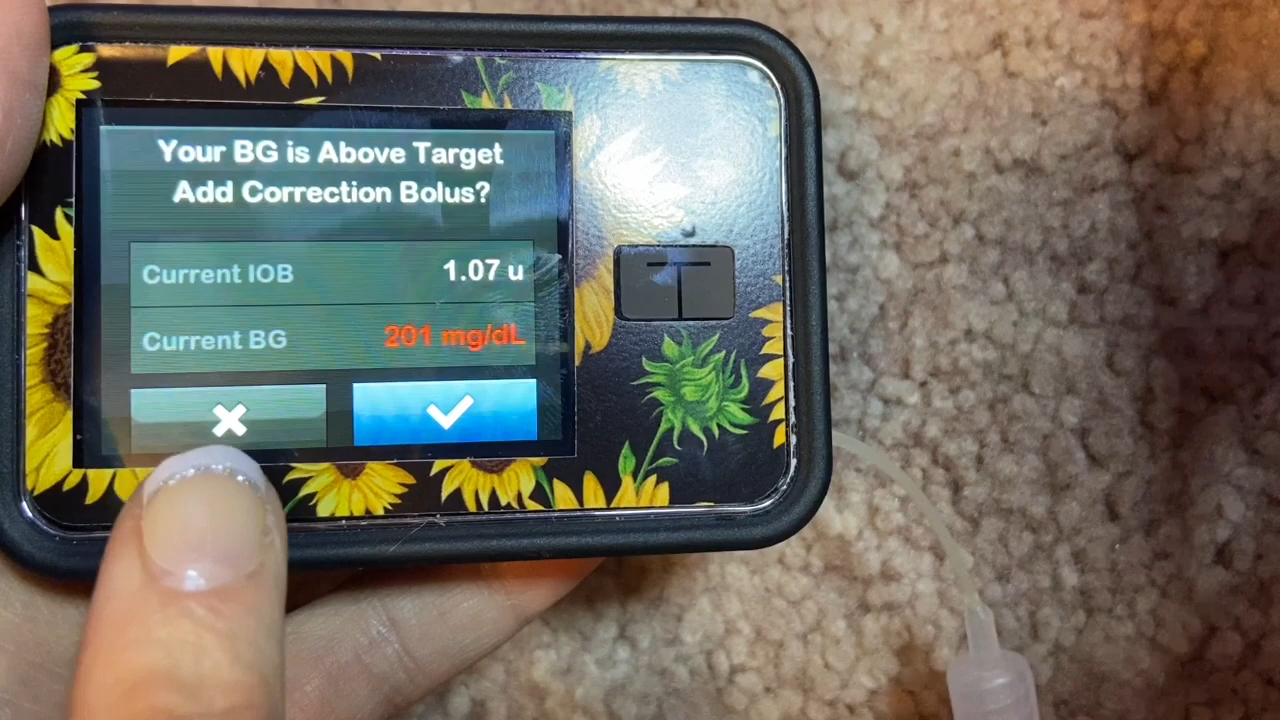 Your BG is Above Target
Add Correction Bolus?
Current IOB 1.07 u
Current BG 201 mg/dL